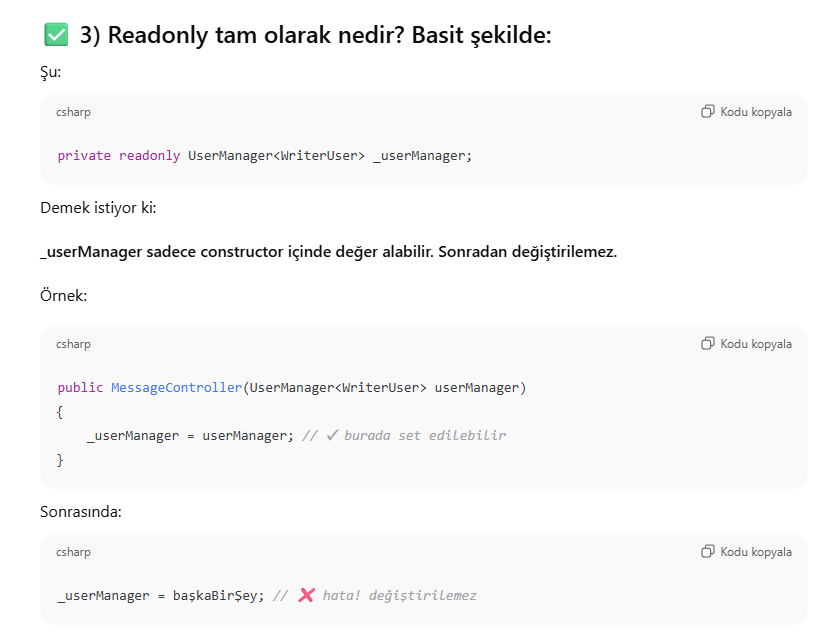 ✅ 3) Readonly tam olarak nedir? Basit şekilde:
Şu:
csharp
Kodu kopyala
private readonly UserManager<WriterUser> _userManager;
Demek istiyor ki:
_userManager sadece constructor içinde değer alabilir. Sonradan değiştirilemez.
Örnek:
csharp
Kodu kopyala
public MessageController(UserManager<WriterUser> userManager)
{
    _userManager = userManager; // ✓ burada set edilebilir
}
Sonrasında:
csharp
Kodu kopyala
_userManager = başkaBirŞey; // ❌ hata! değiştirilemez